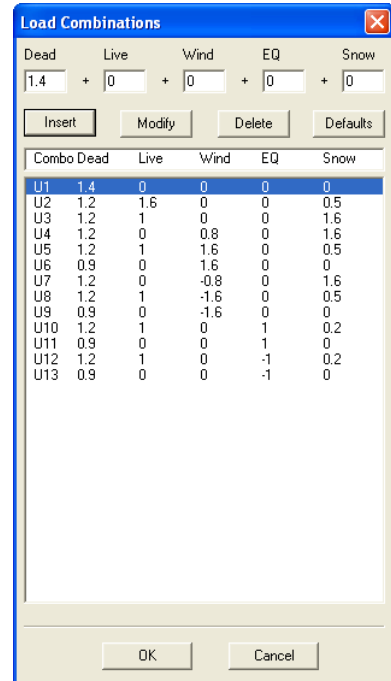 Load Combinations
Dead Live Wind EQ Snow
1.4 + 0 + 0 + 0 + 0
Insert Modify Delete Defaults
Combo Dead Live Wind EQ Snow
U1 1.4 0 0 0 0
U2 1.2 1.6 0 0 0.5
U3 1.2 1 0 0 1.6
U4 1.2 0 0.8 0 1.6
U5 1.2 1 1.6 0 0.5
U6 0.9 0 1.6 0 0
U7 1.2 0 -0.8 0 1.6
U8 1.2 1 -1.6 0 0.5
U9 0.9 0 -1.6 0 0
U10 1.2 1 0 1 0.2
U11 0.9 0 0 1 0
U12 1.2 1 0 -1 0.2
U13 0.9 0 0 -1 0
OK Cancel